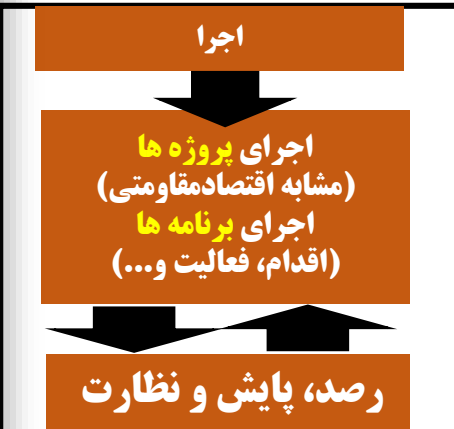 اجرا
اجرای پروژه ها
(مشابه اقتصادمقاومتی)
اجرای برنامه ها
(اقدام، فعالیت و...)
رصد، پایش و نظارت